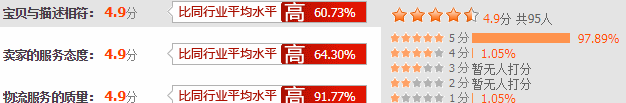 宝贝与描述相符：4.9分 比同行业平均水平 高 60.73%
卖家的服务态度：4.9分 比同行业平均水平 高 64.30%
物流服务的质量：4.9分 比同行业平均水平 高 91.77%
4.9分 共95人
5分 97.89%
4分 1.05%
3分 暂无人打分
2分 暂无人打分
1分 1.05%